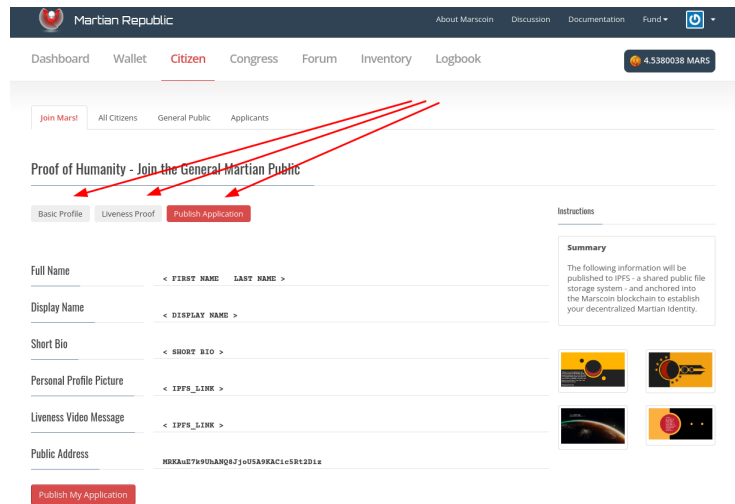 Martian Republic
About Marscoin Discussion Documentation Fund
Dashboard Wallet Citizen Congress Forum Inventory Logbook
4.5380038 MARS
Join Mars! All Citizens General Public Applicants
Proof of Humanity - Join the General Martian Public
Basic Profile Liveness Proof Publish Application
Instructions
Summary
The following information will be
published to IPFS - a shared public file
storage system - and anchored into
the Marscoin blockchain to establish
your decentralized Martian Identity.
Full Name
< FIRST NAME LAST NAME >
Display Name
< DISPLAY NAME >
Short Bio
< SHORT BIO >
Personal Profile Picture
< IPFS_LINK >
Liveness Video Message
< IPFS_LINK >
Public Address
MRKAuE7k9UhANQ8JjoU5A9KACic5Rt2Diz
Publish My Application